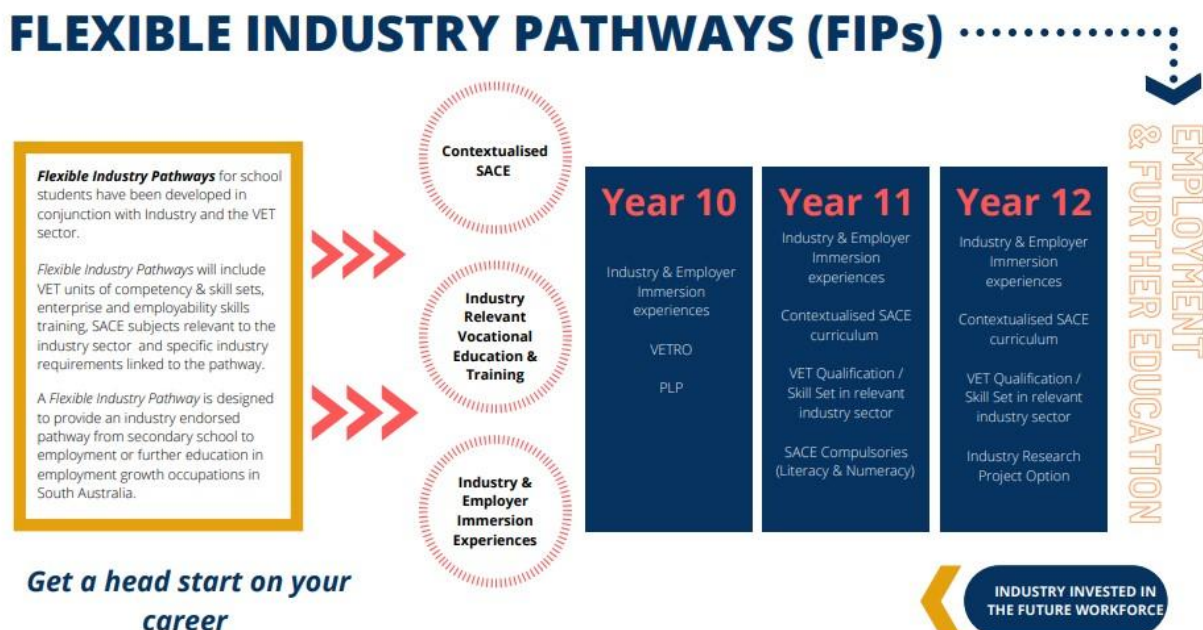 FLEXIBLE INDUSTRY PATHWAYS (FIPs)
Flexible Industry Pathways for school
students have been developed in
conjunction with Industry and the VET
sector.
Flexible Industry Pathways will include
VET units of competency & skill sets,
enterprise and employability skills
training, SACE subjects relevant to the
industry sector and specific industry
requirements linked to the pathway.
A Flexible Industry Pathway is designed
to provide an industry endorsed
pathway from secondary school to
employment or further education in
employment growth occupations in
South Australia.
Get a head start on your
career
Contextualised
SACE
Industry
Relevant
Vocational
Education &
Training
Industry &
Employer
Immersion
Experiences
Year 10
Industry & Employer
Immersion
experiences
VETRO
PLP
Year 11
Industry & Employer
Immersion
experiences
Contextualised SACE
curriculum
VET Qualification /
Skill Set in relevant
industry sector
SACE Compulsories
(Literacy & Numeracy)
Year 12
Industry & Employer
Immersion
experiences
Contextualised SACE
curriculum
VET Qualification /
Skill Set in relevant
industry sector
Industry Research
Project Option
EMPLOYMENT
& FURTHER EDUCATION
INDUSTRY INVESTED IN
THE FUTURE WORKFORCE